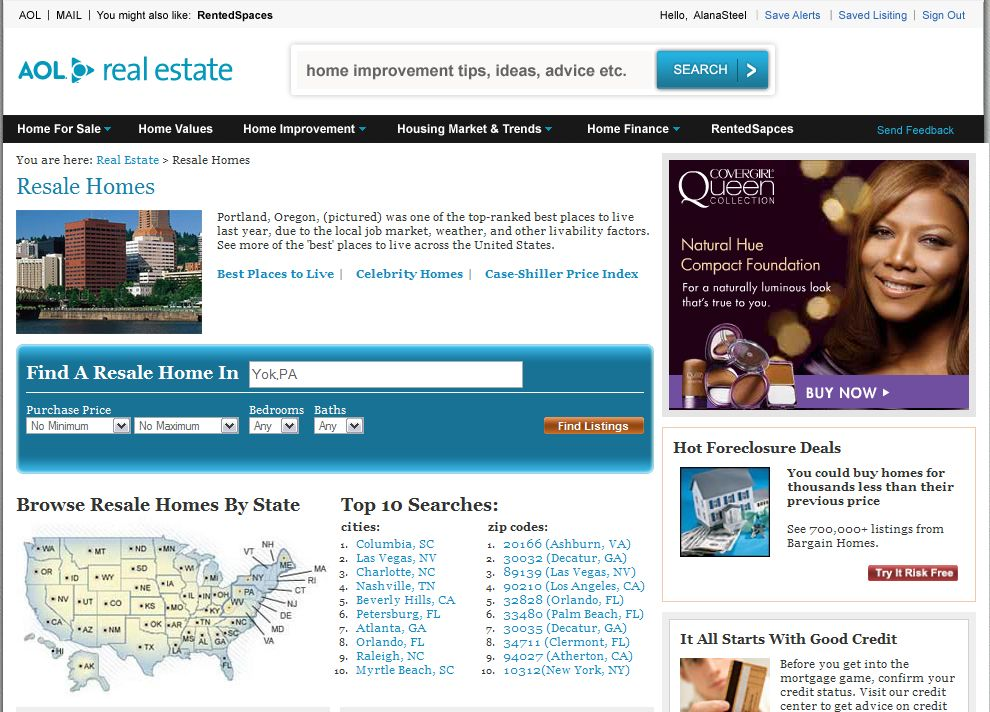 AOL | MAIL | You might also like: RentedSpaces
Hello, AlanaSteel | Save Alerts | Saved Lisiting | Sign Out
AOL real estate
home improvement tips, ideas, advice etc.
SEARCH >
Home For Sale Home Values Home Improvement Housing Market & Trends Home Finance RentedSapces Send Feedback
You are here: Real Estate > Resale Homes
Resale Homes
Portland, Oregon, (pictured) was one of the top-ranked best places to live
last year, due to the local job market, weather, and other livability factors.
See more of the 'best' places to live across the United States.
Best Places to Live | Celebrity Homes | Case-Shiller Price Index
Find A Resale Home In Yok,PA
Purchase Price Bedrooms Baths
No Minimum No Maximum Any Any Find Listings
Browse Resale Homes By State
WA
MT
ND
MN
OR
ID
WY
SD
WI
MI
NY
VT
NH
ME
MA
RI
CT
NJ
DE
MD
VA
NV
UT
CO
NE
IA
IL
IN
OH
PA
WV
CA
AZ
NM
KS
MO
KY
OK
AR
TN
NC
SC
TX
LA
MS
AL
GA
FL
HI
AK
Top 10 Searches:
cities:
1. Columbia, SC
2. Las Vegas, NV
3. Charlotte, NC
4. Nashville, TN
5. Beverly Hills, CA
6. Petersburg, FL
7. Atlanta, GA
8. Orlando, FL
9. Raleigh, NC
10. Myrtle Beach, SC
zip codes:
1. 20166 (Ashburn, VA)
2. 30032 (Decatur, GA)
3. 89139 (Las Vegas, NV)
4. 90210 (Los Angeles, CA)
5. 32828 (Orlando, FL)
6. 33480 (Palm Beach, FL)
7. 30035 (Decatur, GA)
8. 34711 (Clermont, FL)
9. 94027 (Atherton, CA)
10. 10312(New York, NY)
COVERGIRL
Queen
COLLECTION
Natural Hue
Compact Foundation
For a naturally luminous look
that's true to you.
Queen
BUY NOW
Hot Foreclosure Deals
You could buy homes for
thousands less than their
previous price
See 700,000+ listings from
Bargain Homes.
Try It Risk Free
It All Starts With Good Credit
Before you get into the
mortgage game, confirm your
credit status. Visit our credit
center to get advice on credit